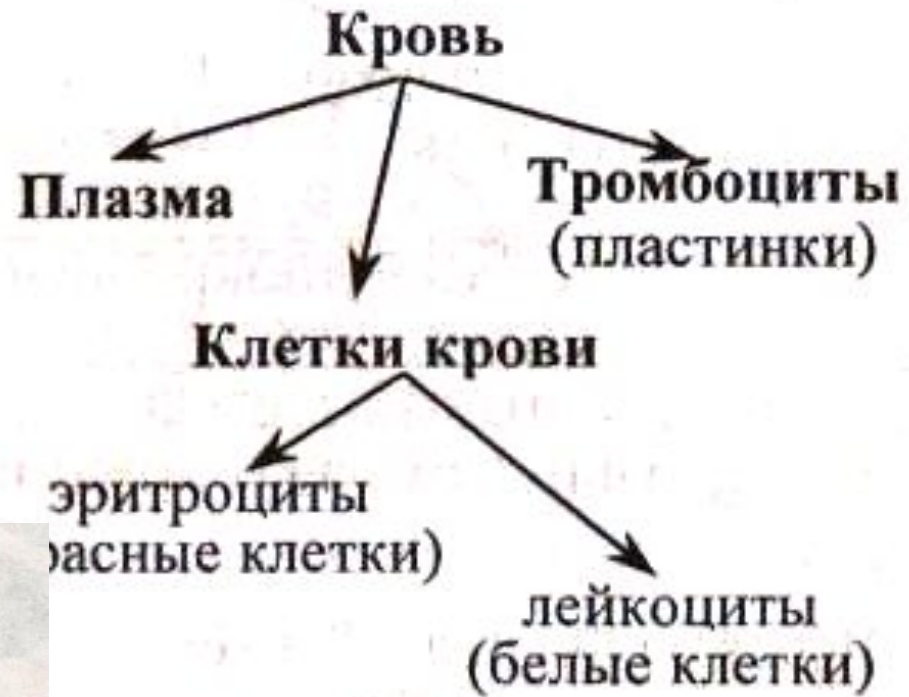 Кровь
Плазма
Тромбоциты
(пластинки)
Клетки крови
эритроциты
расные клетки)
лейкоциты
(белые клетки)